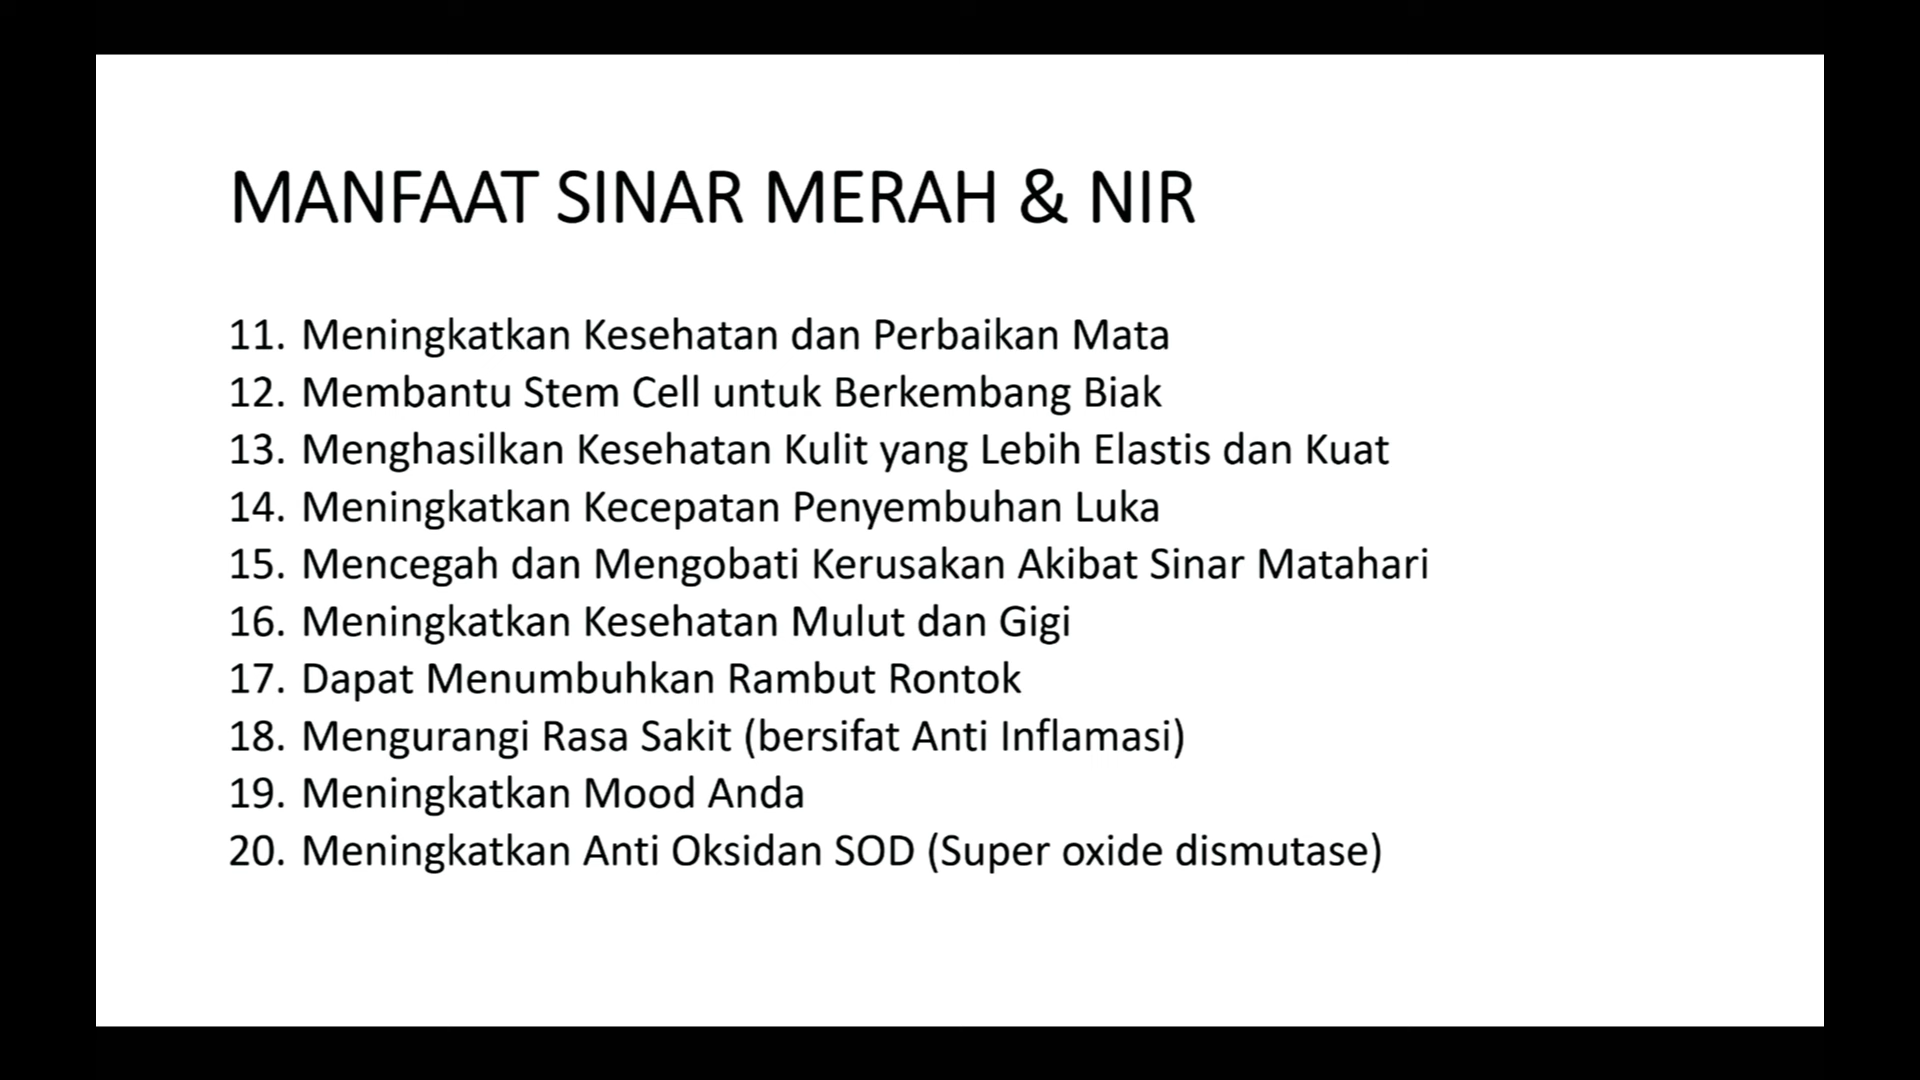 MANFAAT SINAR MERAH & NIR
11. Meningkatkan Kesehatan dan Perbaikan Mata
12. Membantu Stem Cell untuk Berkembang Biak
13. Menghasilkan Kesehatan Kulit yang Lebih Elastis dan Kuat
14. Meningkatkan Kecepatan Penyembuhan Luka
15. Mencegah dan Mengobati Kerusakan Akibat Sinar Matahari
16. Meningkatkan Kesehatan Mulut dan Gigi
17. Dapat Menumbuhkan Rambut Rontok
18. Mengurangi Rasa Sakit (bersifat Anti Inflamasi)
19. Meningkatkan Mood Anda
20. Meningkatkan Anti Oksidan SOD (Super oxide dismutase)